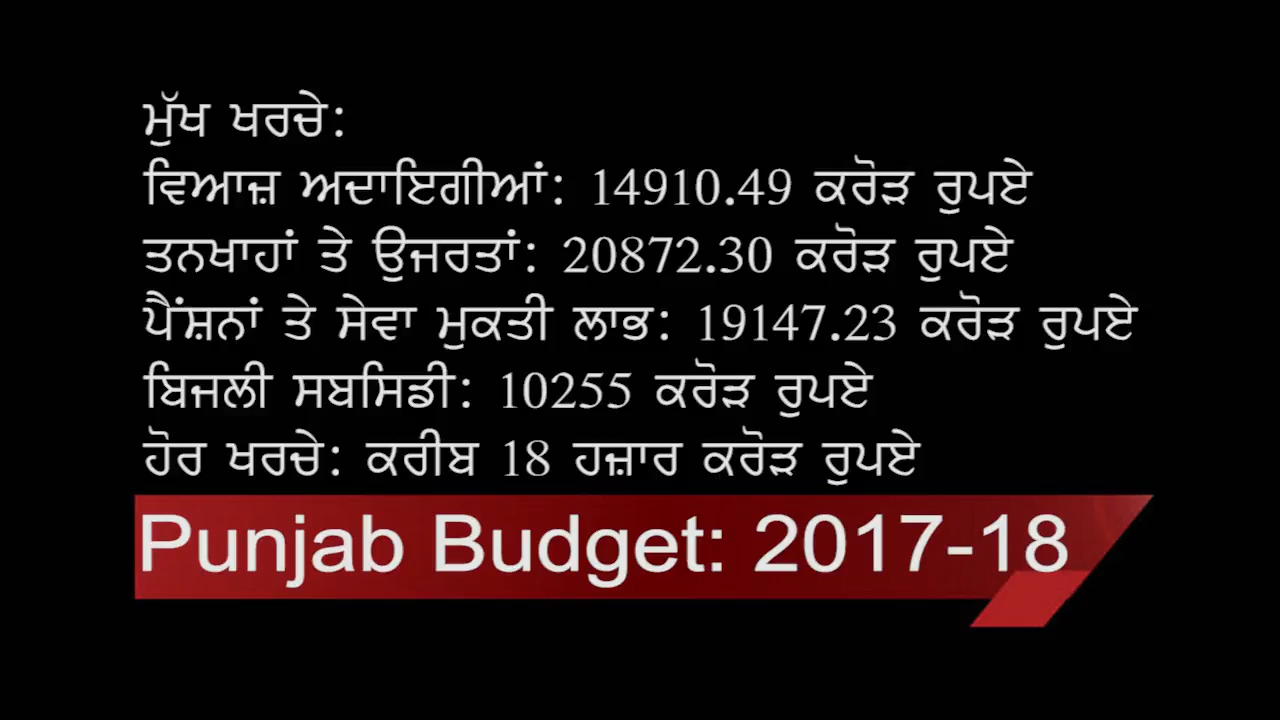 ਮੁੱਖ ਖਰਚੇ:
ਵਿਆਜ਼ ਅਦਾਇਗੀਆਂ: 14910.49 ਕਰੋੜ ਰੁਪਏ
ਤਨਖਾਹਾਂ ਤੇ ਉਜਰਤਾਂ: 20872.30 ਕਰੋੜ ਰੁਪਏ
ਪੈਂਸ਼ਨਾਂ ਤੇ ਸੇਵਾ ਮੁਕਤੀ ਲਾਭ: 19147.23 ਕਰੋੜ ਰੁਪਏ
ਬਿਜਲੀ ਸਬਸਿਡੀ: 10255 ਕਰੋੜ ਰੁਪਏ
ਹੋਰ ਖਰਚੇ: ਕਰੀਬ 18 ਹਜ਼ਾਰ ਕਰੋੜ ਰੁਪਏ
Punjab Budget: 2017-18